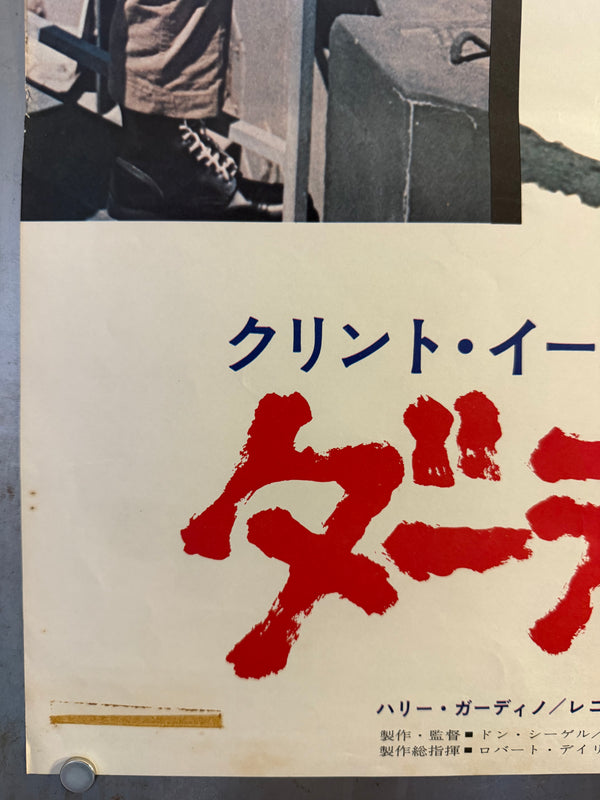 クリント・イー
ダーテ
ハリー・ガーディノ／レニ
製作・監督■ドン・シーゲル／
製作総指揮■ロバート・デイリ